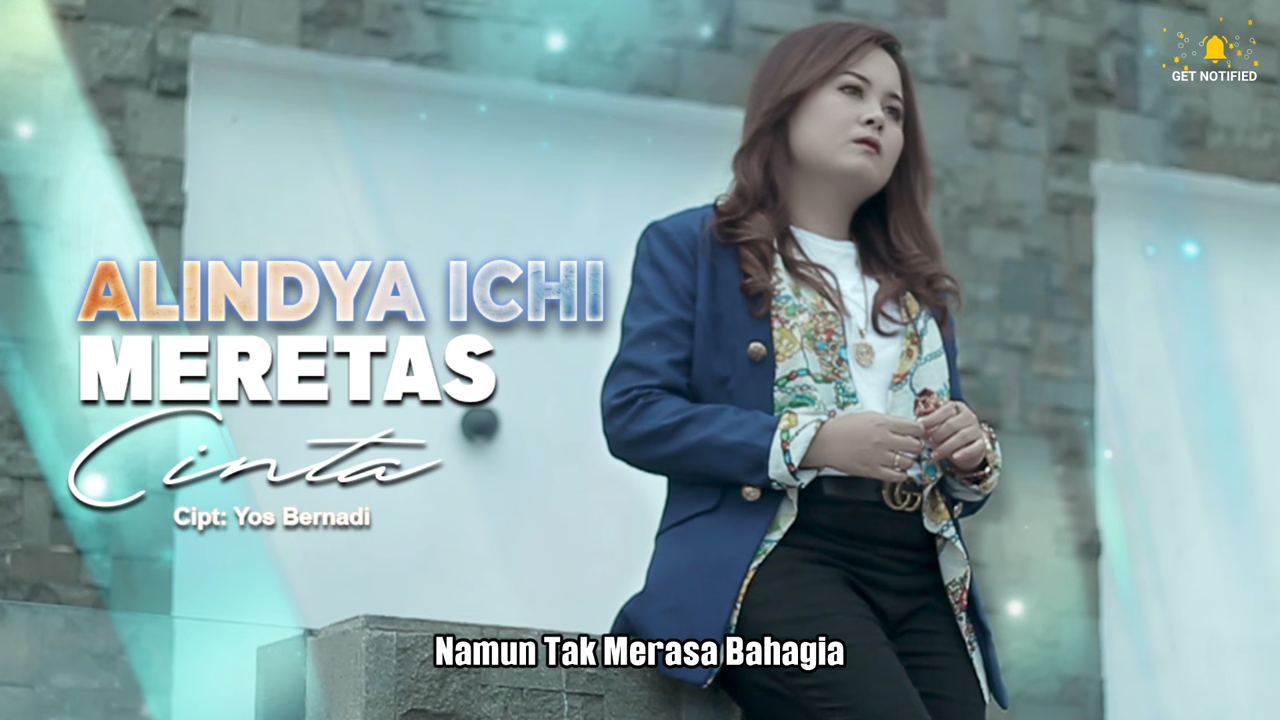 GET NOTIFIED
ALINDYA ICHI
MERETAS
Cinta
Cipt: Yos Bernadi
Namun Tak Merasa Bahagia